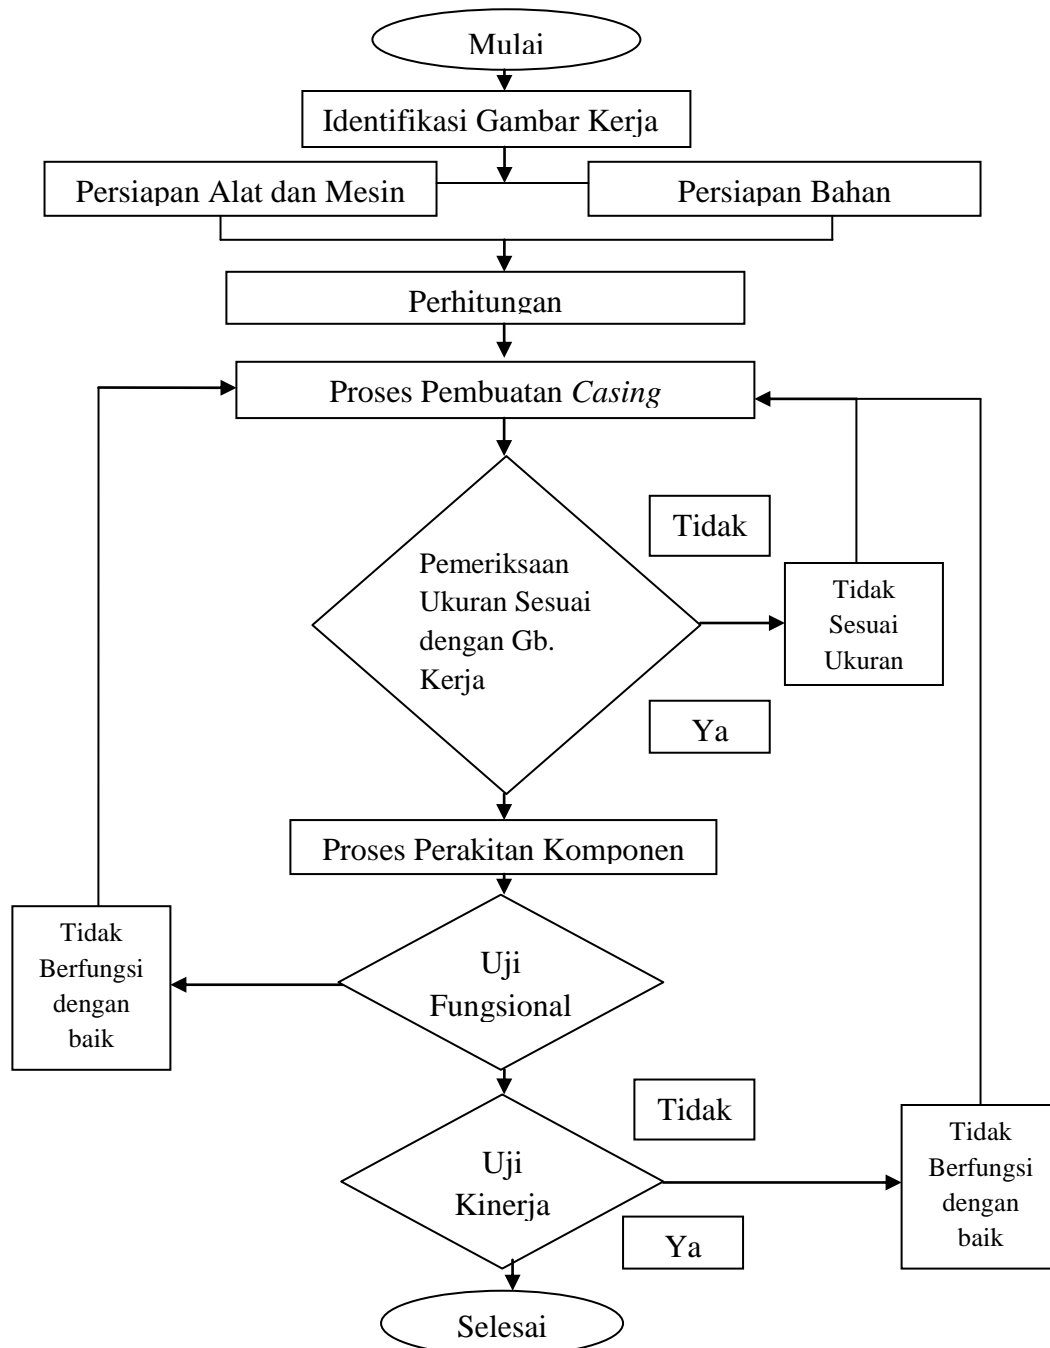 Mulai
Identifikasi Gambar Kerja
Persiapan Alat dan Mesin
Persiapan Bahan
Perhitungan
Proses Pembuatan Casing
Tidak
Pemeriksaan
Ukuran Sesuai
dengan Gb.
Kerja
Tidak
Sesuai
Ukuran
Ya
Proses Perakitan Komponen
Tidak
Berfungsi
dengan
baik
Uji
Fungsional
Tidak
Uji
Kinerja
Tidak
Berfungsi
dengan
baik
Ya
Selesai